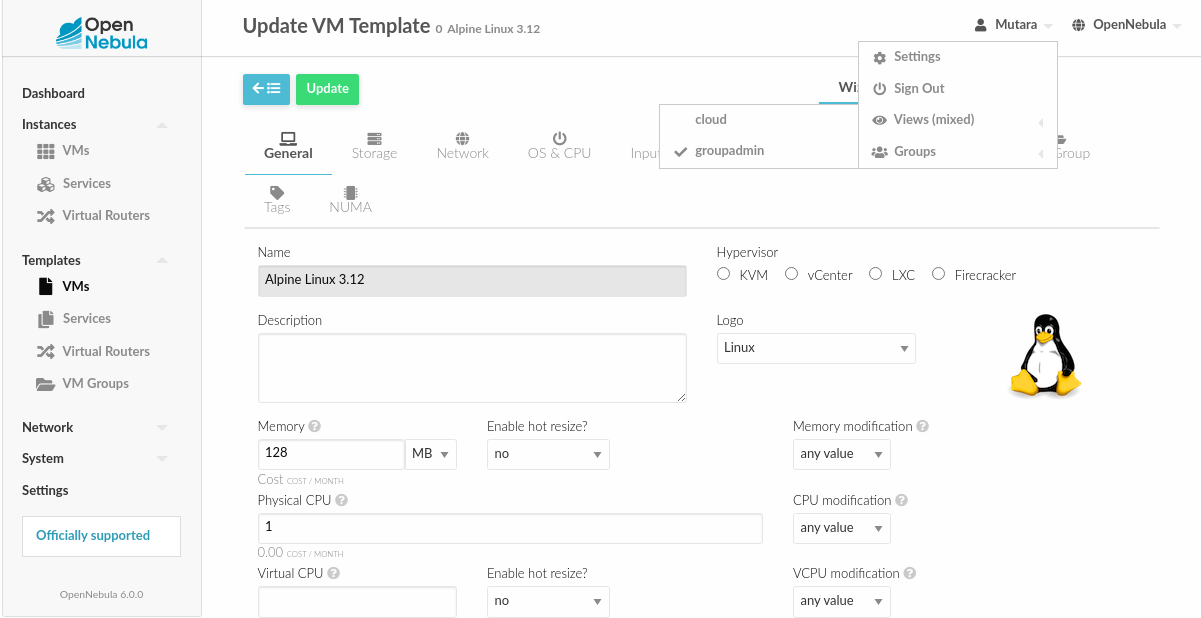 Open
Nebula
Update VM Template 0 Alpine Linux 3.12
Mutara
OpenNebula
Settings
Sign Out
Views (mixed)
Groups
cloud
groupadmin
Dashboard
Instances
VMs
Services
Virtual Routers
Templates
VMs
Services
Virtual Routers
VM Groups
Network
System
Settings
Officially supported
OpenNebula 6.0.0
Update
Wi
General
Storage
Network
OS & CPU
Input
Group
Tags
NUMA
Name
Alpine Linux 3.12
Hypervisor
KVM vCenter LXC Firecracker
Description
Logo
Linux
Memory
128 MB
Cost COST / MONTH
Enable hot resize?
no
Memory modification
any value
Physical CPU
1
0.00 COST / MONTH
CPU modification
any value
Virtual CPU
Enable hot resize?
no
VCPU modification
any value